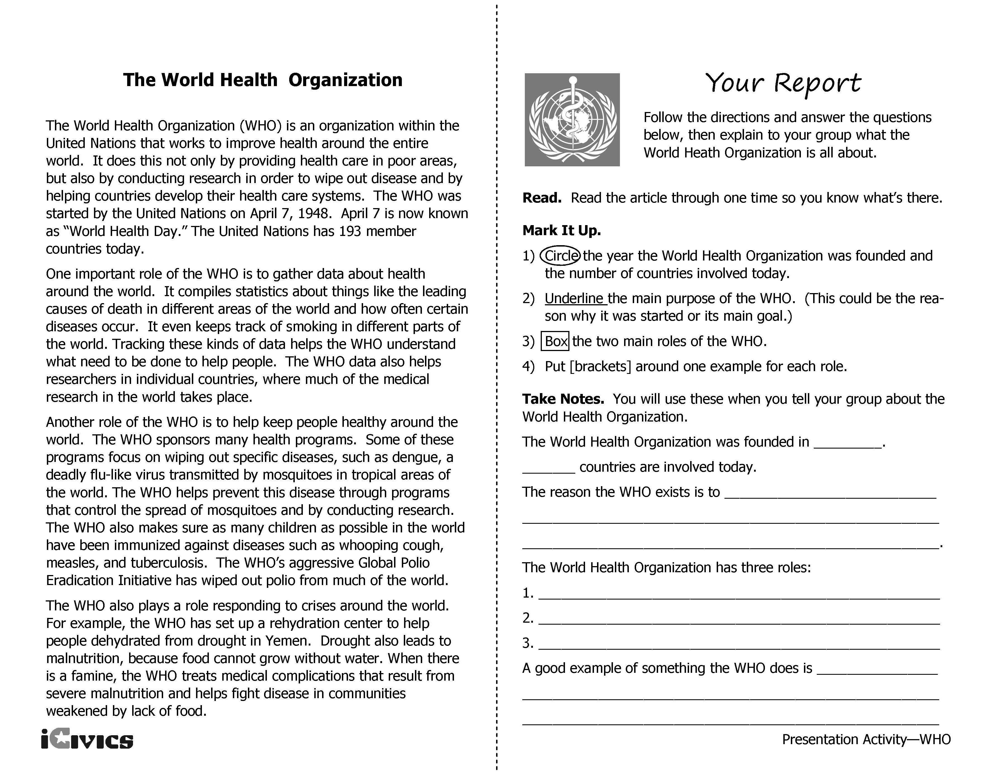 The World Health  Organization
The World Health Organization (WHO) is an organization within the
United Nations that works to improve health around the entire
world.  It does this not only by providing health care in poor areas,
but also by conducting research in order to wipe out disease and by
helping countries develop their health care systems.  The WHO was
started by the United Nations on April 7, 1948.  April 7 is now known
as “World Health Day.” The United Nations has 193 member
countries today.
One important role of the WHO is to gather data about health
around the world.  It compiles statistics about things like the leading
causes of death in different areas of the world and how often certain
diseases occur.  It even keeps track of smoking in different parts of
the world. Tracking these kinds of data helps the WHO understand
what need to be done to help people.  The WHO data also helps
researchers in individual countries, where much of the medical
research in the world takes place.
Another role of the WHO is to help keep people healthy around the
world.  The WHO sponsors many health programs.  Some of these
programs focus on wiping out specific diseases, such as dengue, a
deadly flu-like virus transmitted by mosquitoes in tropical areas of
the world. The WHO helps prevent this disease through programs
that control the spread of mosquitoes and by conducting research.
The WHO also makes sure as many children as possible in the world
have been immunized against diseases such as whooping cough,
measles, and tuberculosis.  The WHO’s aggressive Global Polio
Eradication Initiative has wiped out polio from much of the world.
The WHO also plays a role responding to crises around the world.
For example, the WHO has set up a rehydration center to help
people dehydrated from drought in Yemen.  Drought also leads to
malnutrition, because food cannot grow without water. When there
is a famine, the WHO treats medical complications that result from
severe malnutrition and helps fight disease in communities
weakened by lack of food.
iCivics
Your Report
Follow the directions and answer the questions
below, then explain to your group what the
World Heath Organization is all about.
Read.  Read the article through one time so you know what’s there.
Mark It Up.
1) Circle the year the World Health Organization was founded and
the number of countries involved today.
2) Underline the main purpose of the WHO.  (This could be the rea-
son why it was started or its main goal.)
3) Box the two main roles of the WHO.
4) Put [brackets] around one example for each role.
Take Notes.  You will use these when you tell your group about the
World Health Organization.
The World Health Organization was founded in _________.
_______ countries are involved today.
The reason the WHO exists is to ____________________________
_______________________________________________________
_______________________________________________________.
The World Health Organization has three roles:
1. _____________________________________________________
2. _____________________________________________________
3. _____________________________________________________
A good example of something the WHO does is ________________
_______________________________________________________
_______________________________________________________
Presentation Activity—WHO